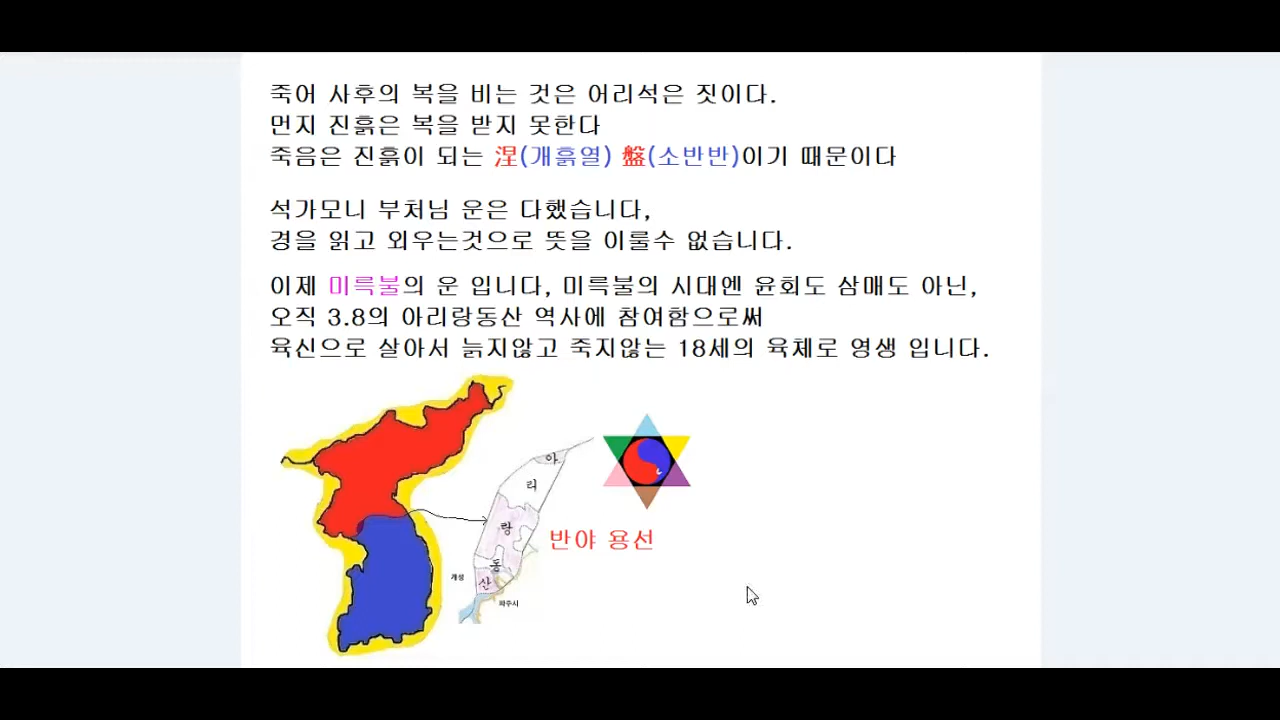 죽어 사후의 복을 비는 것은 어리석은 짓이다.
먼지 진흙은 복을 받지 못한다
죽음은 진흙이 되는 涅(개흙열) 盤(소반반)이기 때문이다
석가모니 부처님 운은 다했습니다,
경을 읽고 외우는것으로 뜻을 이룰수 없습니다.
이제 미륵불의 운 입니다, 미륵불의 시대엔 윤회도 삼매도 아닌,
오직 3.8의 아리랑동산 역사에 참여함으로써
육신으로 살아서 늙지않고 죽지않는 18세의 육체로 영생 입니다.
아
리
랑
동
산
개성
파주시
반야 용선